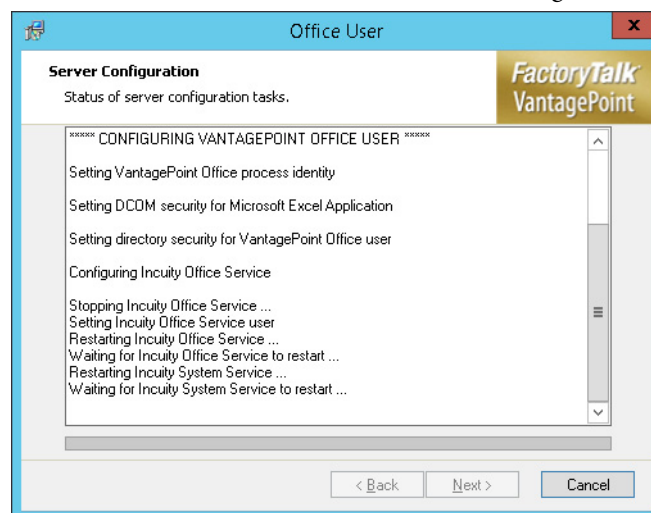 Office User
x
Server Configuration
Status of server configuration tasks.
FactoryTalk
VantagePoint
***** CONFIGURING VANTAGEPOINT OFFICE USER *****
Setting VantagePoint Office process identity
Setting DCOM security for Microsoft Excel Application
Setting directory security for VantagePoint Office user
Configuring Incuity Office Service
Stopping Incuity Office Service ...
Setting Incuity Office Service user
Restarting Incuity Office Service ...
Waiting for Incuity Office Service to restart ...
Restarting Incuity System Service ...
Waiting for Incuity System Service to restart ...
< Back Next > Cancel